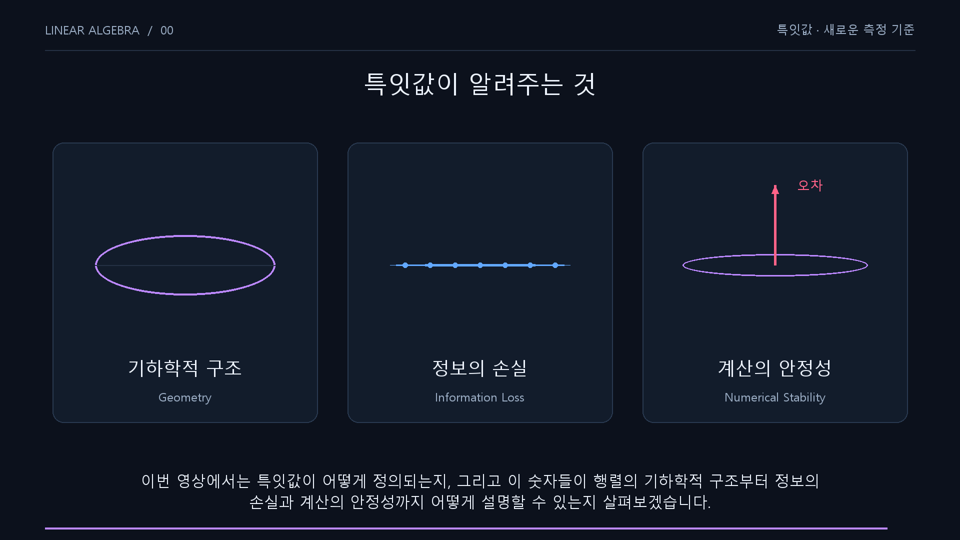 LINEAR ALGEBRA / 00
특잇값 · 새로운 측정 기준
특잇값이 알려주는 것
오차
기하학적 구조
Geometry
정보의 손실
Information Loss
계산의 안정성
Numerical Stability
이번 영상에서는 특잇값이 어떻게 정의되는지, 그리고 이 숫자들이 행렬의 기하학적 구조부터 정보의
손실과 계산의 안정성까지 어떻게 설명할 수 있는지 살펴보겠습니다.